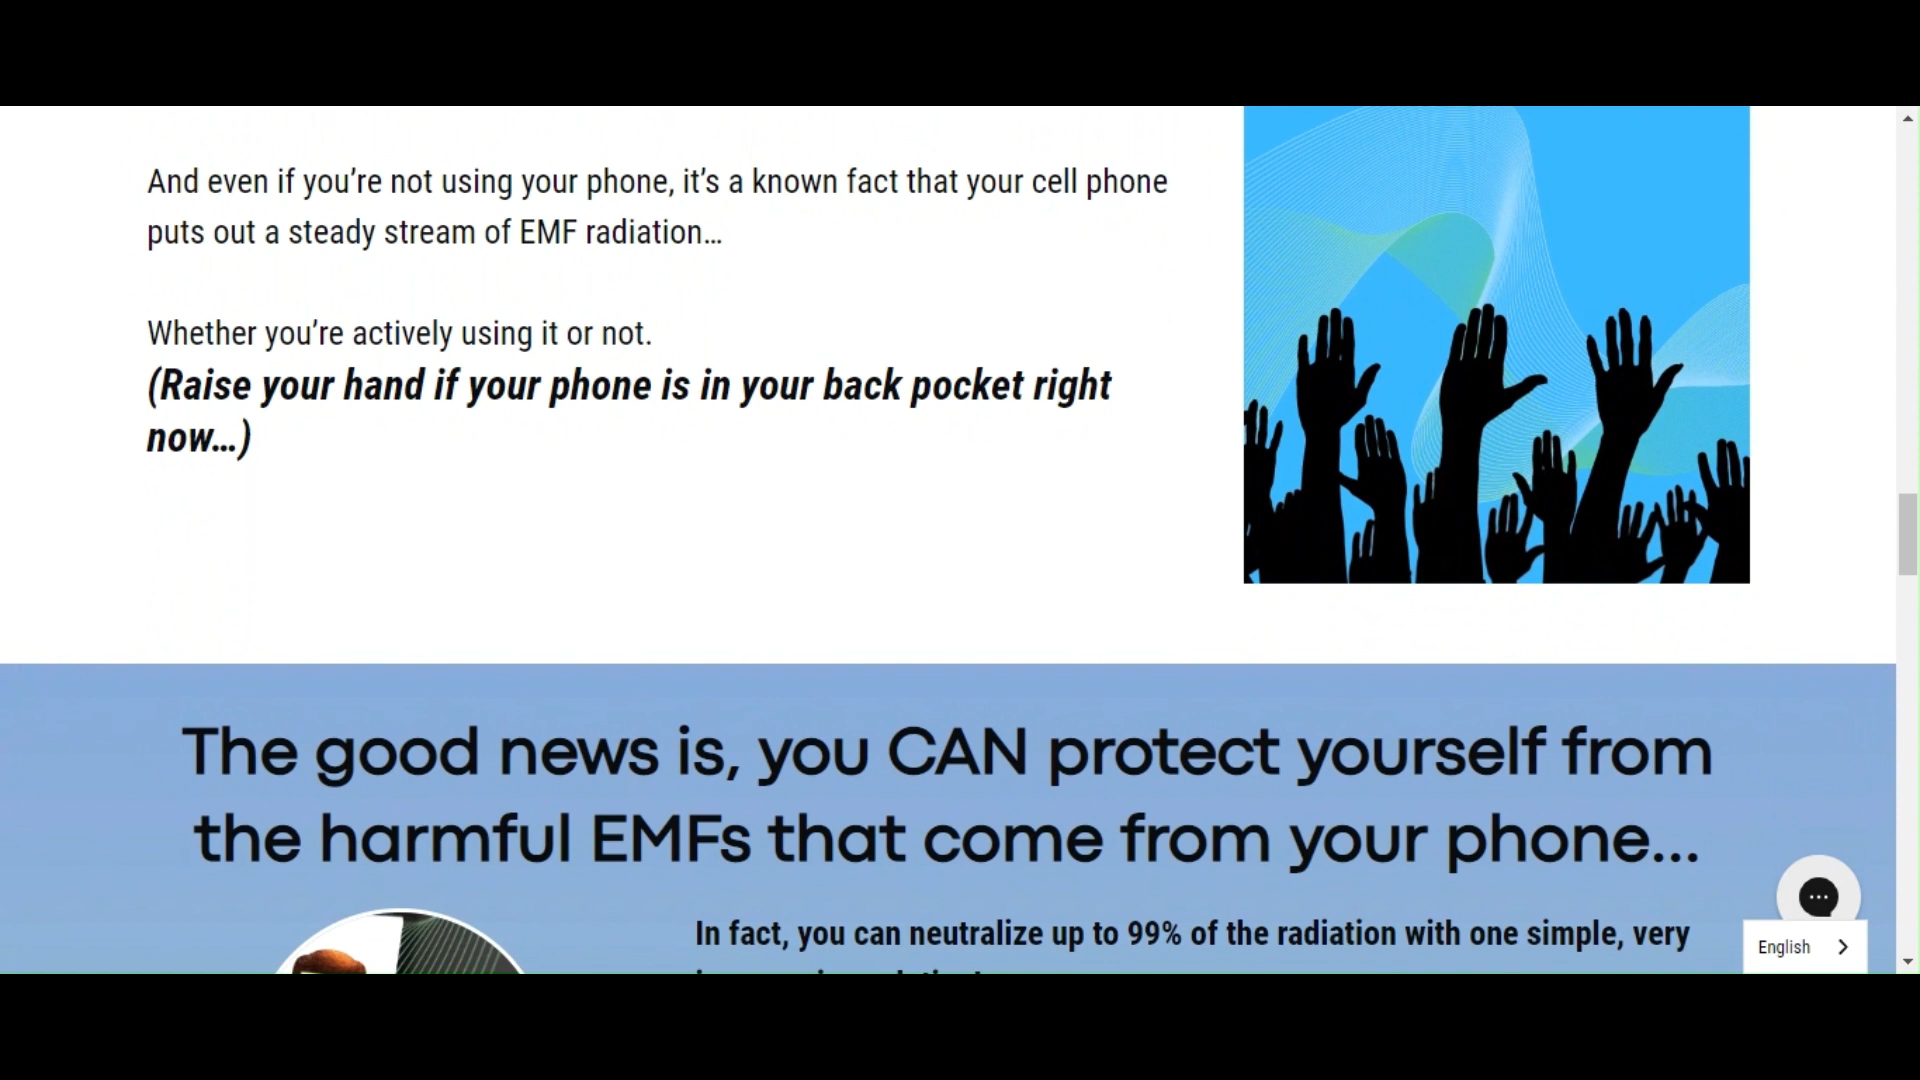 And even if you’re not using your phone, it’s a known fact that your cell phone
puts out a steady stream of EMF radiation…
Whether you’re actively using it or not.
(Raise your hand if your phone is in your back pocket right
now…)
The good news is, you CAN protect yourself from
the harmful EMFs that come from your phone…
In fact, you can neutralize up to 99% of the radiation with one simple, very
English